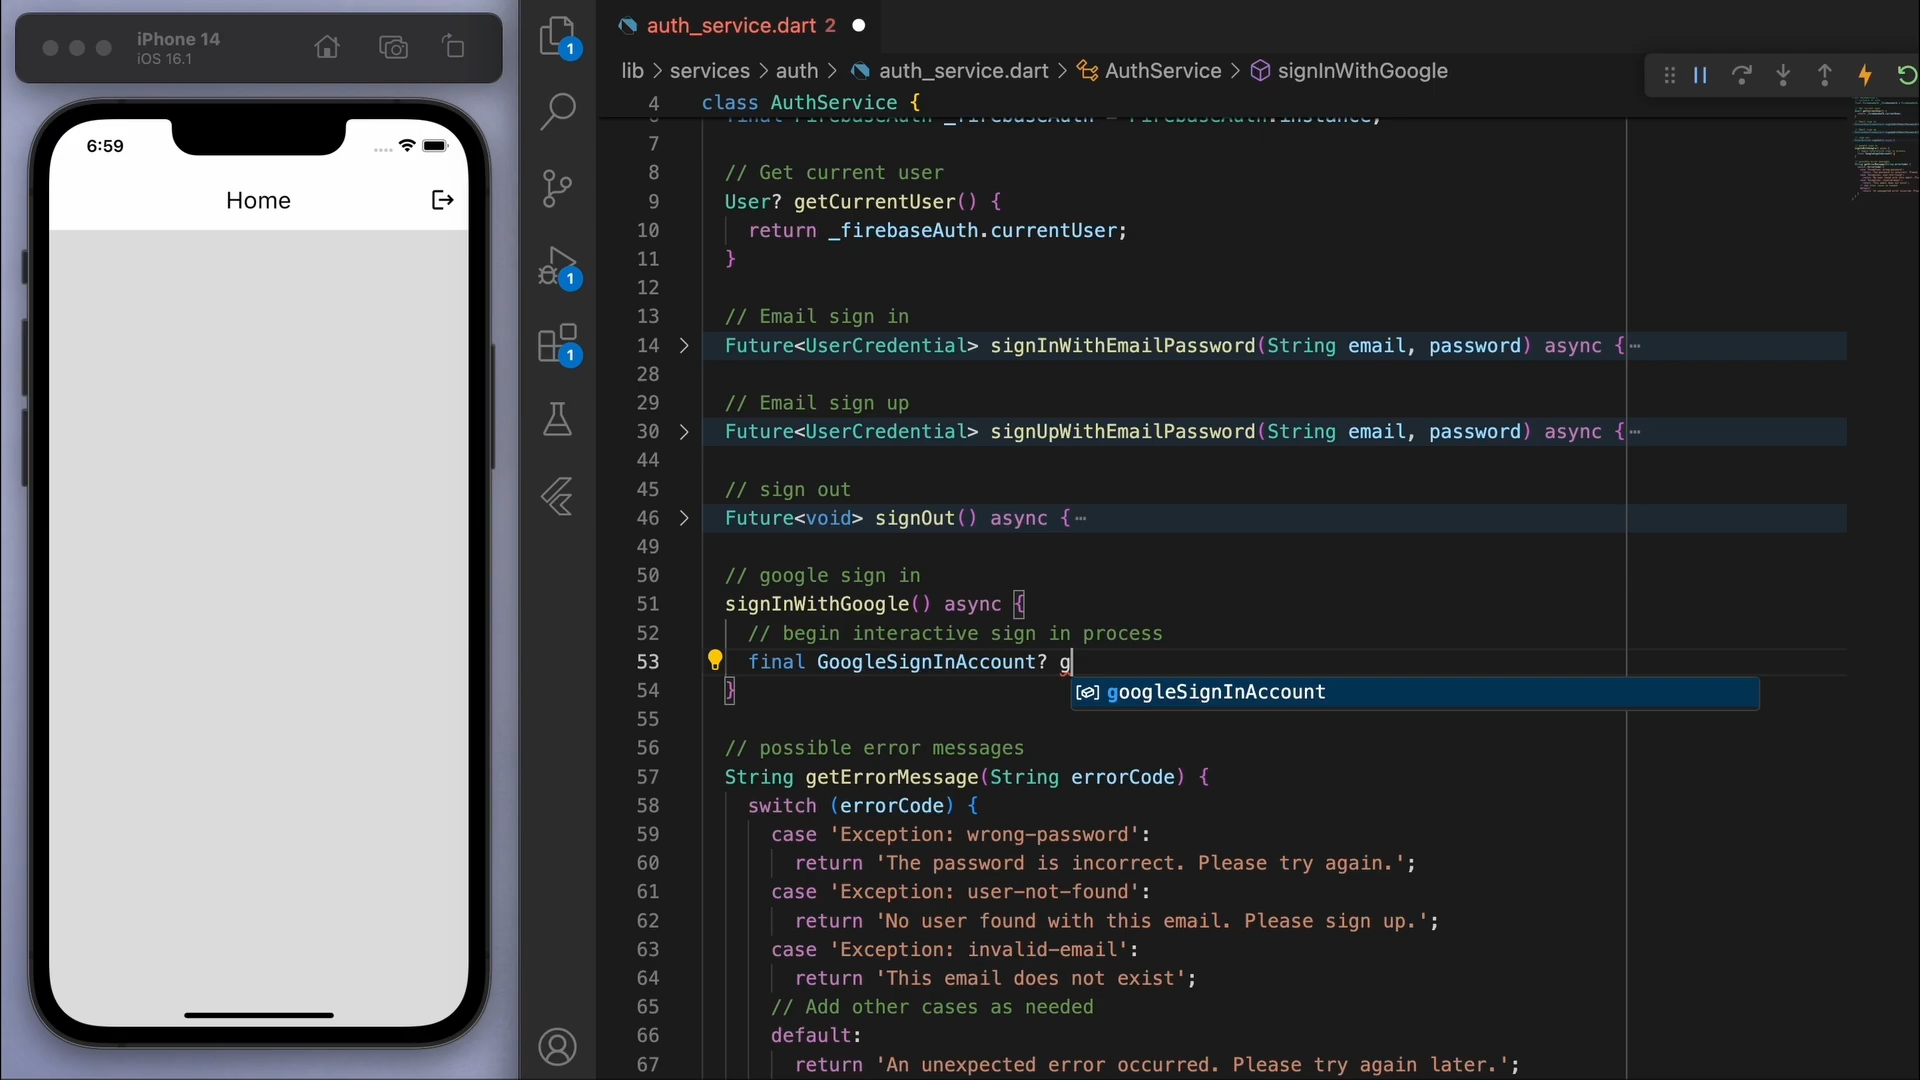 iPhone 14
iOS 16.1
6:59
Home
1
1
1
auth_service.dart 2
lib > services > auth > auth_service.dart > AuthService > signInWithGoogle
4 class AuthService {
final FirebaseAuth _firebaseAuth = FirebaseAuth.instance;
7
8 // Get current user
9 User? getCurrentUser() {
10 return _firebaseAuth.currentUser;
11 }
12
13 // Email sign in
14 Future<UserCredential> signInWithEmailPassword(String email, password) async {⋯
28
29 // Email sign up
30 Future<UserCredential> signUpWithEmailPassword(String email, password) async {⋯
44
45 // sign out
46 Future<void> signOut() async {⋯
49
50 // google sign in
51 signInWithGoogle() async {
52 // begin interactive sign in process
53 final GoogleSignInAccount? g
googleSignInAccount
54 }
55
56 // possible error messages
57 String getErrorMessage(String errorCode) {
58 switch (errorCode) {
59 case 'Exception: wrong-password':
60 return 'The password is incorrect. Please try again.';
61 case 'Exception: user-not-found':
62 return 'No user found with this email. Please sign up.';
63 case 'Exception: invalid-email':
64 return 'This email does not exist';
65 // Add other cases as needed
66 default:
67 return 'An unexpected error occurred. Please try again later.';